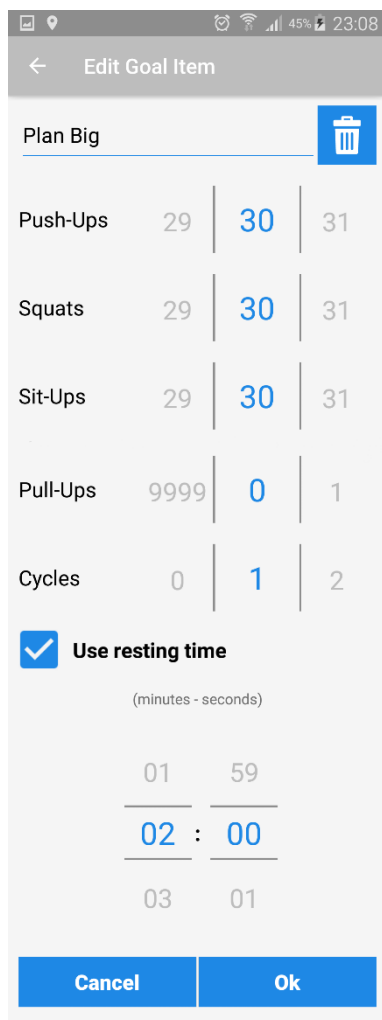 45% 23:08
Edit Goal Item
Plan Big
Push-Ups 29 30 31
Squats 29 30 31
Sit-Ups 29 30 31
Pull-Ups 9999 0 1
Cycles 0 1 2
Use resting time
(minutes - seconds)
01 59
02 : 00
03 01
Cancel Ok